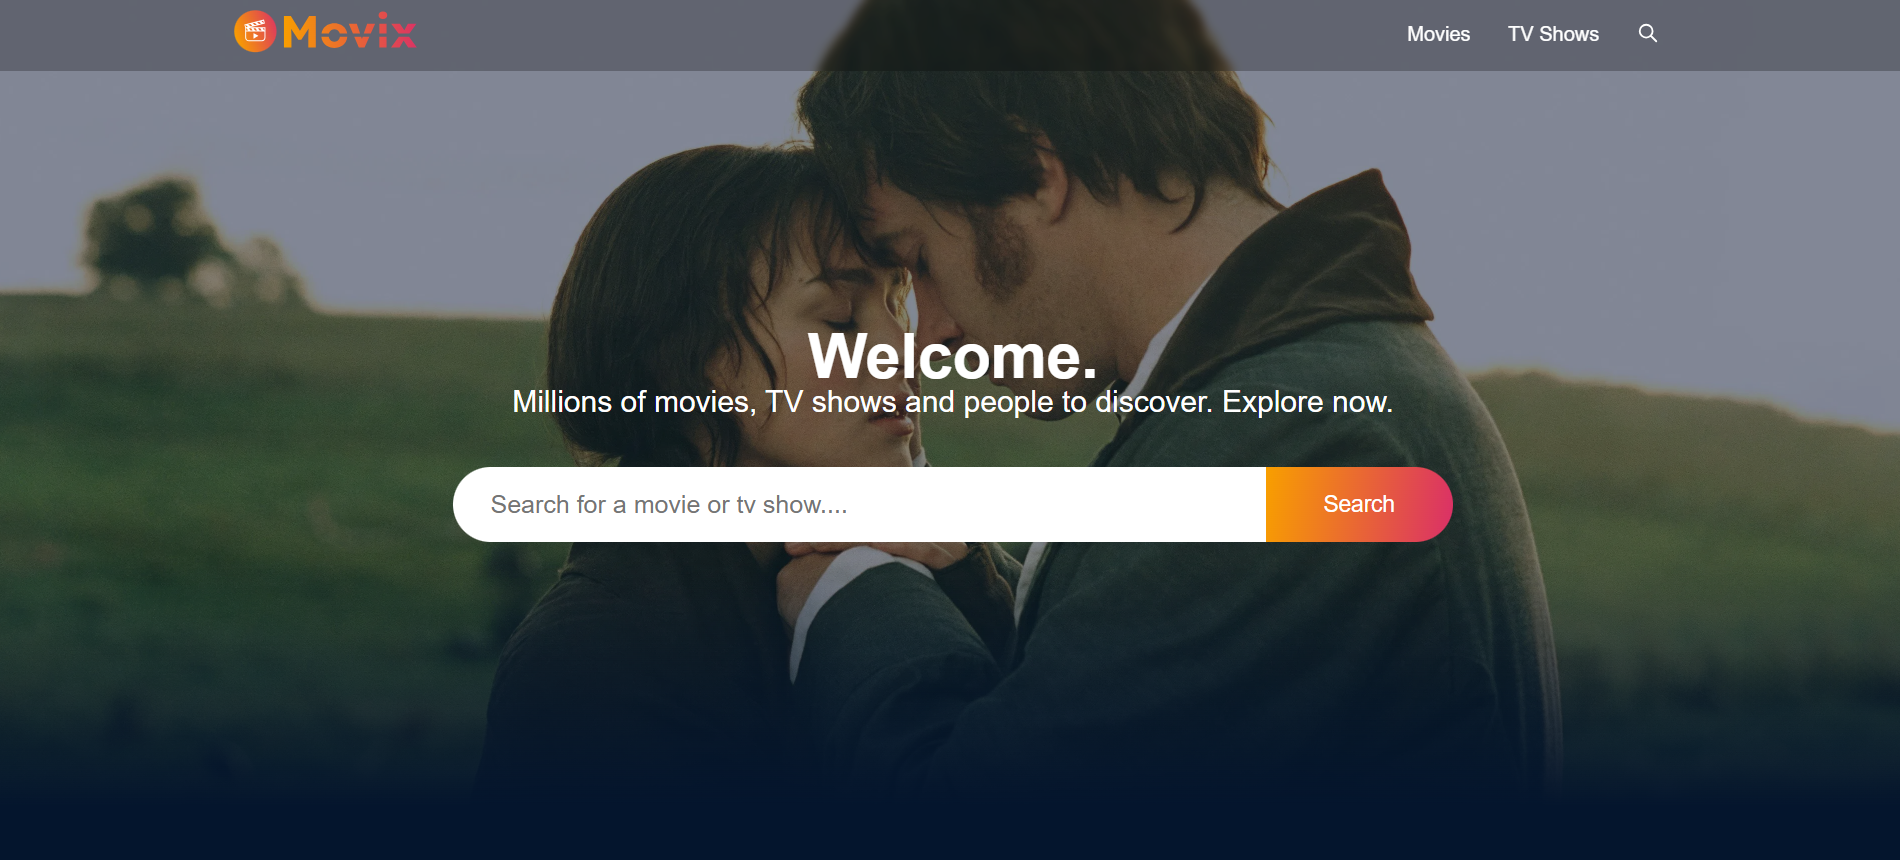 Movix
Movies
TV Shows
Welcome.
Millions of movies, TV shows and people to discover. Explore now.
Search for a movie or tv show....
Search